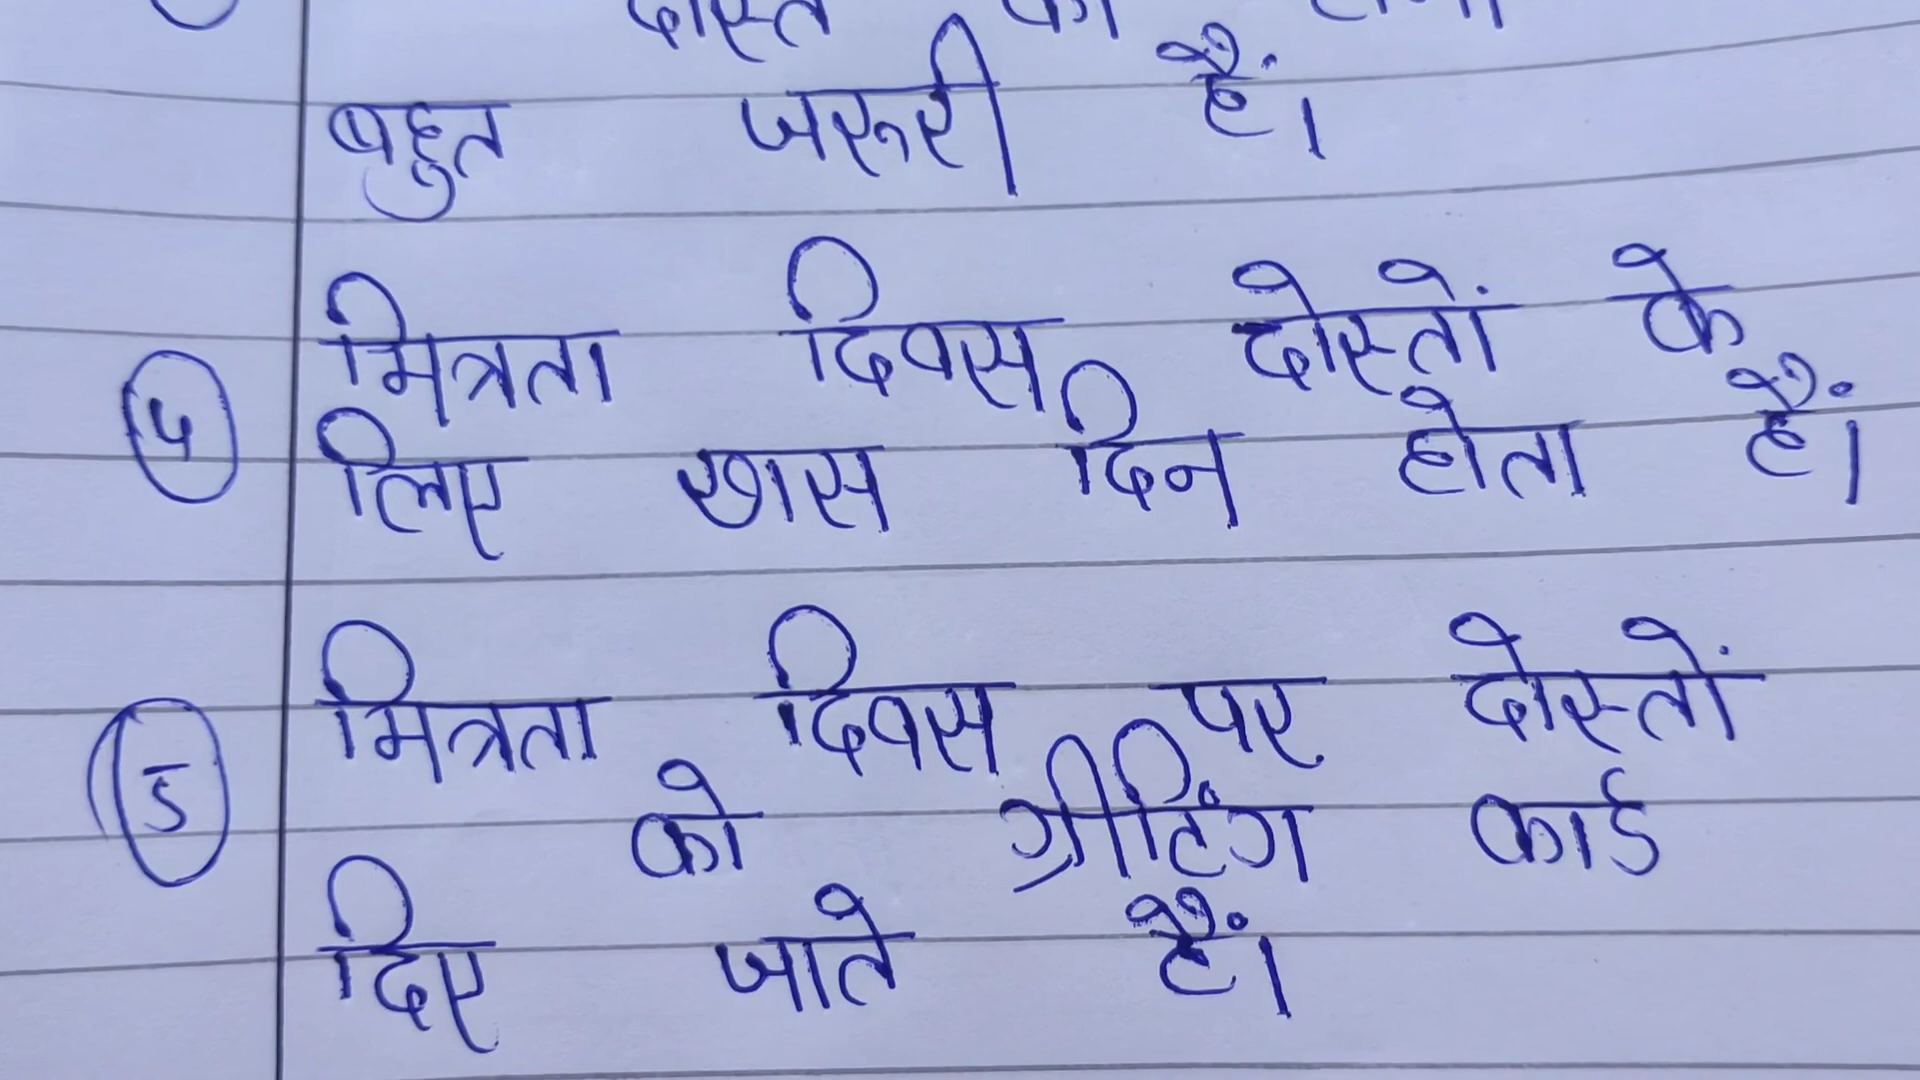 दोस्त का होना
बहुत जरूरी हैं।
मित्रता दिवस दोस्तों के
4 लिए खास दिन होता हैं।
मित्रता दिवस पर दोस्तों
5 को ग्रीटिंग कार्ड
दिए जाते हैं।